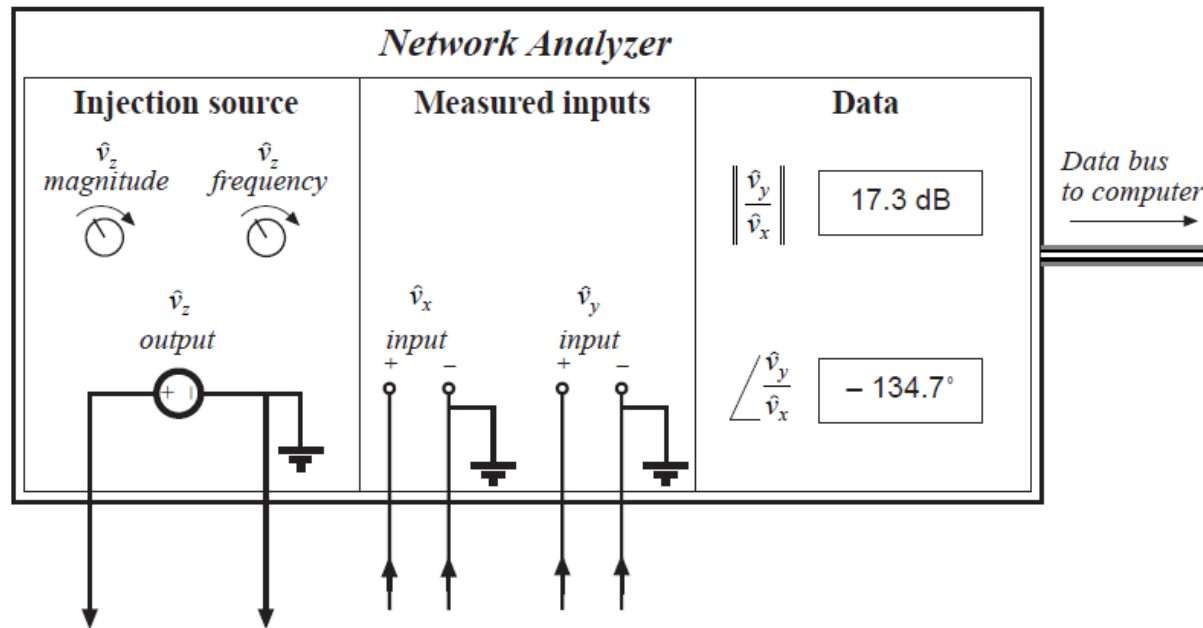 Network Analyzer
Injection source
v̂z
magnitude
v̂z
frequency
v̂z
output
+ −
Measured inputs
v̂x
input
+ −
v̂y
input
+ −
Data
‖v̂y/v̂x‖
17.3 dB
∠v̂y/v̂x
– 134.7°
Data bus
to computer